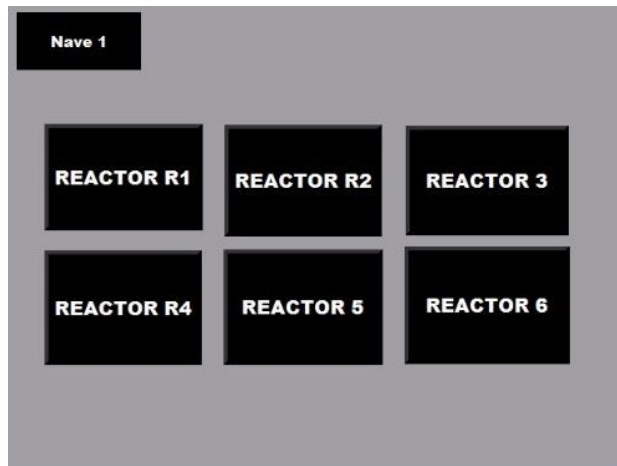 Nave 1
REACTOR R1
REACTOR R2
REACTOR 3
REACTOR R4
REACTOR 5
REACTOR 6